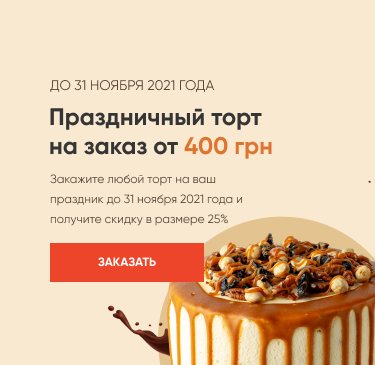 ДО 31 НОЯБРЯ 2021 ГОДА
Праздничный торт
на заказ от 400 грн
Закажите любой торт на ваш
праздник до 31 ноября 2021 года и
получите скидку в размере 25%
ЗАКАЗАТЬ